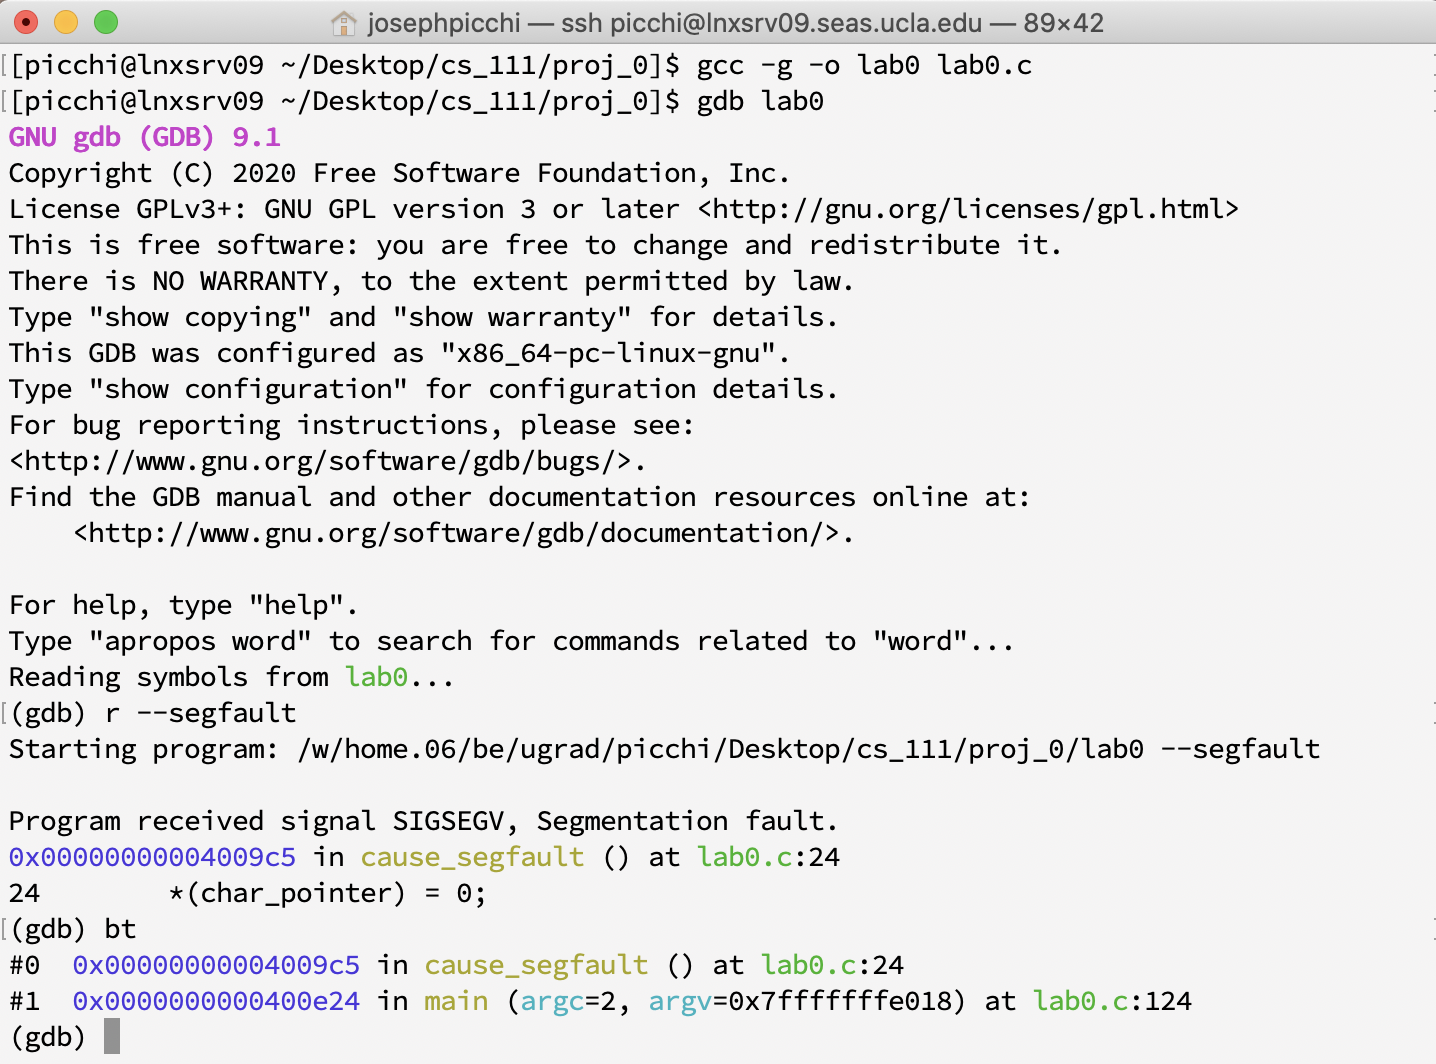 josephpicchi — ssh picchi@lnxsrv09.seas.ucla.edu — 89×42
[[picchi@lnxsrv09 ~/Desktop/cs_111/proj_0]$ gcc -g -o lab0 lab0.c
[[picchi@lnxsrv09 ~/Desktop/cs_111/proj_0]$ gdb lab0
GNU gdb (GDB) 9.1
Copyright (C) 2020 Free Software Foundation, Inc.
License GPLv3+: GNU GPL version 3 or later <http://gnu.org/licenses/gpl.html>
This is free software: you are free to change and redistribute it.
There is NO WARRANTY, to the extent permitted by law.
Type "show copying" and "show warranty" for details.
This GDB was configured as "x86_64-pc-linux-gnu".
Type "show configuration" for configuration details.
For bug reporting instructions, please see:
<http://www.gnu.org/software/gdb/bugs/>.
Find the GDB manual and other documentation resources online at:
    <http://www.gnu.org/software/gdb/documentation/>.

For help, type "help".
Type "apropos word" to search for commands related to "word"...
Reading symbols from lab0...
[(gdb) r --segfault
Starting program: /w/home.06/be/ugrad/picchi/Desktop/cs_111/proj_0/lab0 --segfault

Program received signal SIGSEGV, Segmentation fault.
0x00000000004009c5 in cause_segfault () at lab0.c:24
24        *(char_pointer) = 0;
[(gdb) bt
#0  0x00000000004009c5 in cause_segfault () at lab0.c:24
#1  0x0000000000400e24 in main (argc=2, argv=0x7fffffffe018) at lab0.c:124
(gdb)